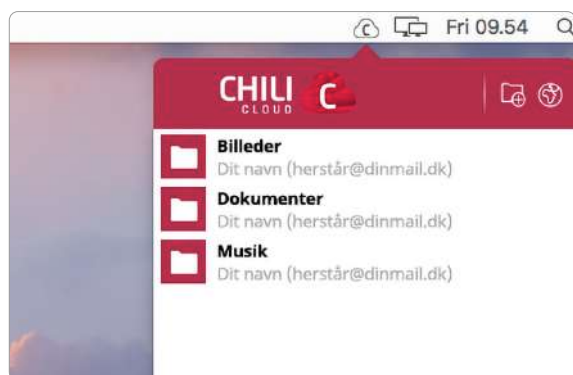 Fri 09.54
CHILI C
CLOUD
Billeder
Dit navn (herstår@dinmail.dk)
Dokumenter
Dit navn (herstår@dinmail.dk)
Musik
Dit navn (herstår@dinmail.dk)